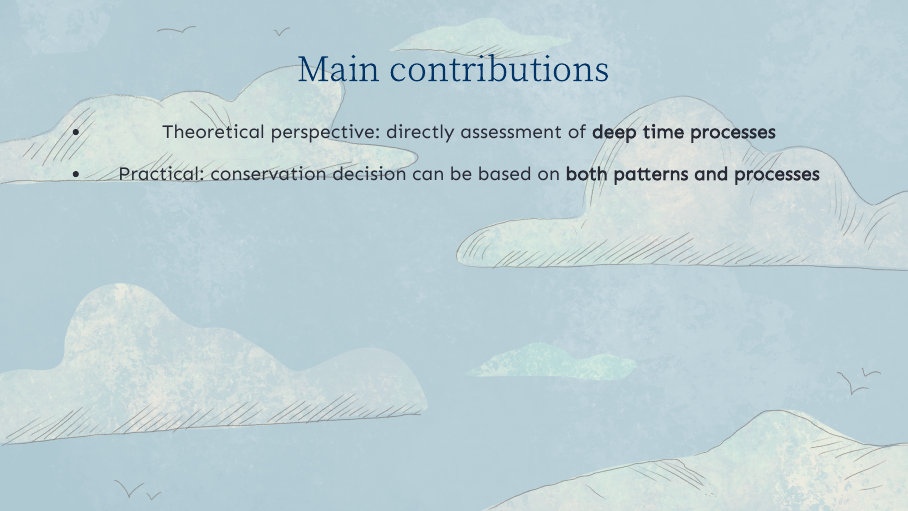 Main contributions
• Theoretical perspective: directly assessment of deep time processes
• Practical: conservation decision can be based on both patterns and processes